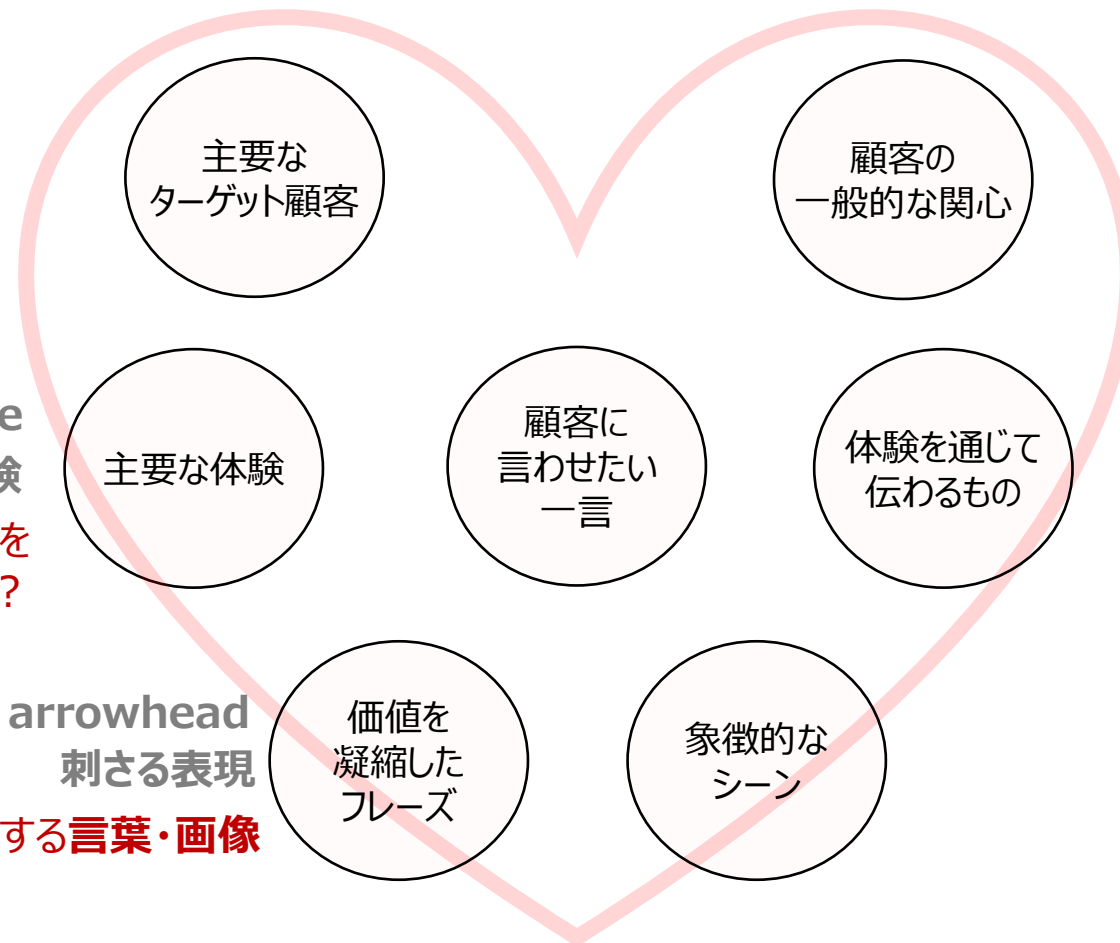 主要な
ターゲット顧客
顧客の
一般的な関心
e
験
を
?
主要な体験
顧客に
言わせたい
一言
体験を通じて
伝わるもの
arrowhead
刺さる表現
する言葉・画像
価値を
凝縮した
フレーズ
象徴的な
シーン